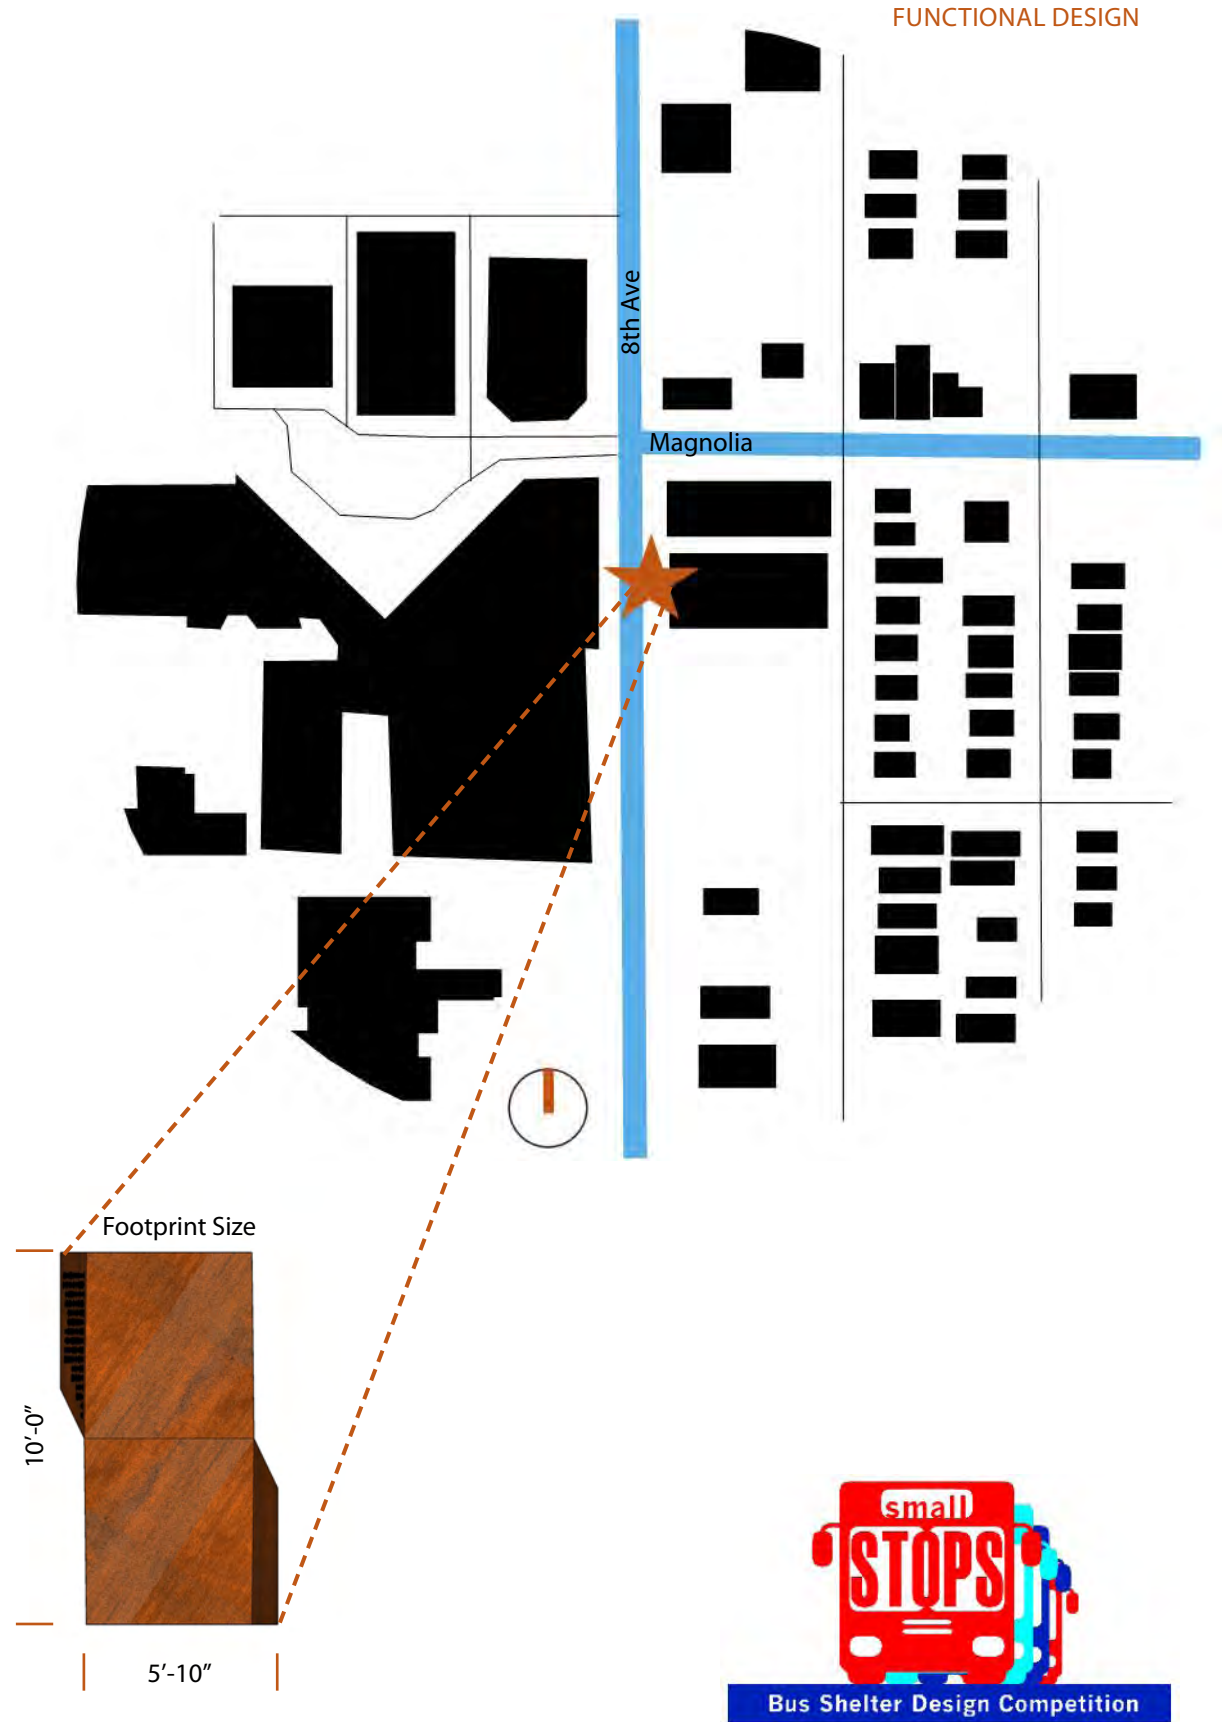 FUNCTIONAL DESIGN
8th Ave
Magnolia
Footprint Size
10’-0”
5’-10”
small
STOPS
Bus Shelter Design Competition